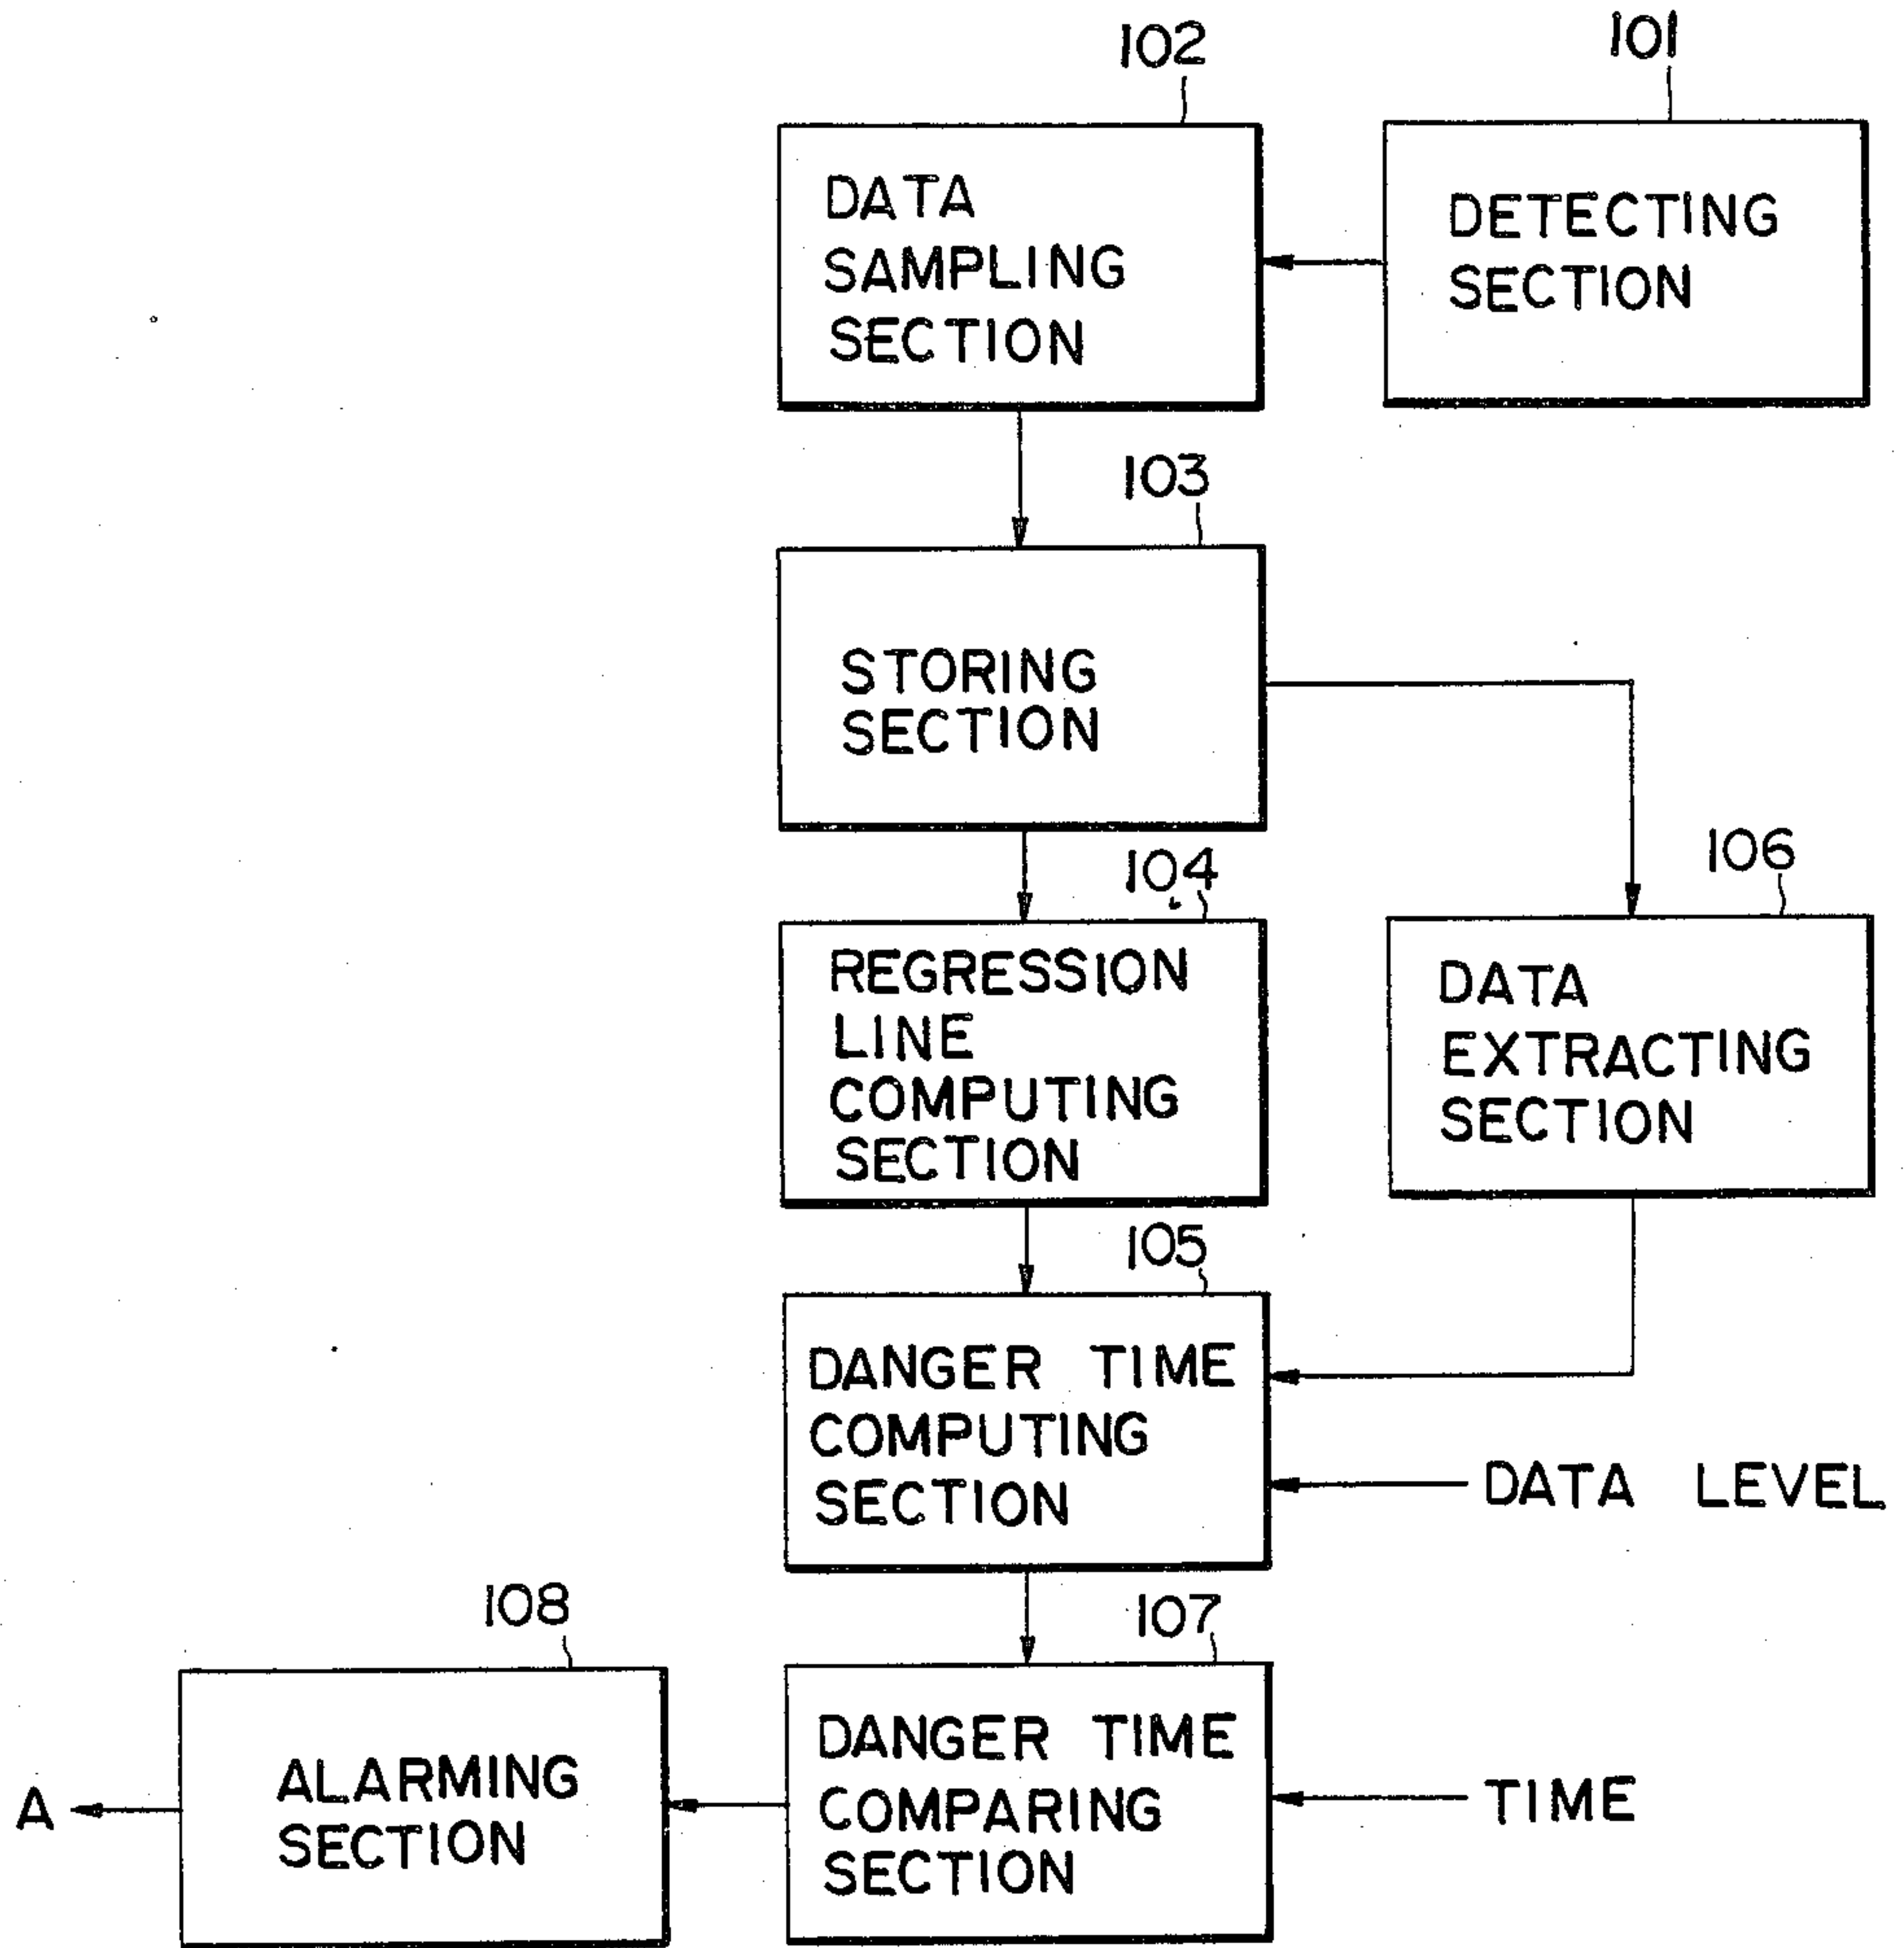 102
101
DATA
SAMPLING
SECTION
DETECTING
SECTION
103
STORING
SECTION
104
106
REGRESSION
LINE
COMPUTING
SECTION
DATA
EXTRACTING
SECTION
105
DANGER TIME
COMPUTING
SECTION
DATA LEVEL
108
107
A
ALARMING
SECTION
DANGER TIME
COMPARING
SECTION
TIME